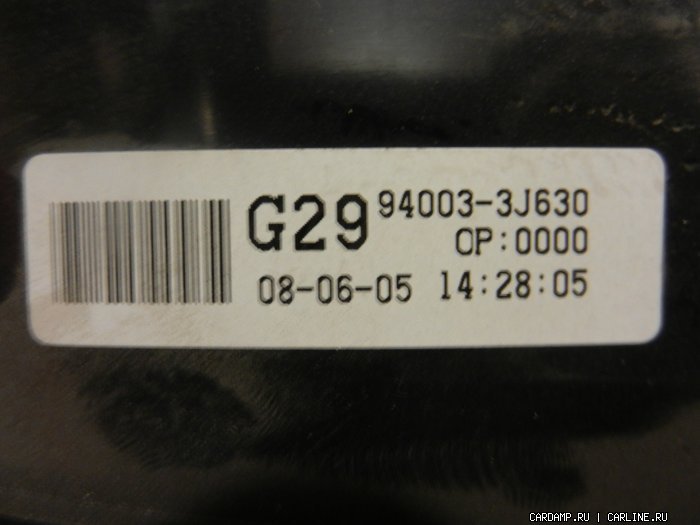 G29 94003-3J630
OP:0000
08-06-05 14:28:05
CARDAMP.RU | CARLINE.RU